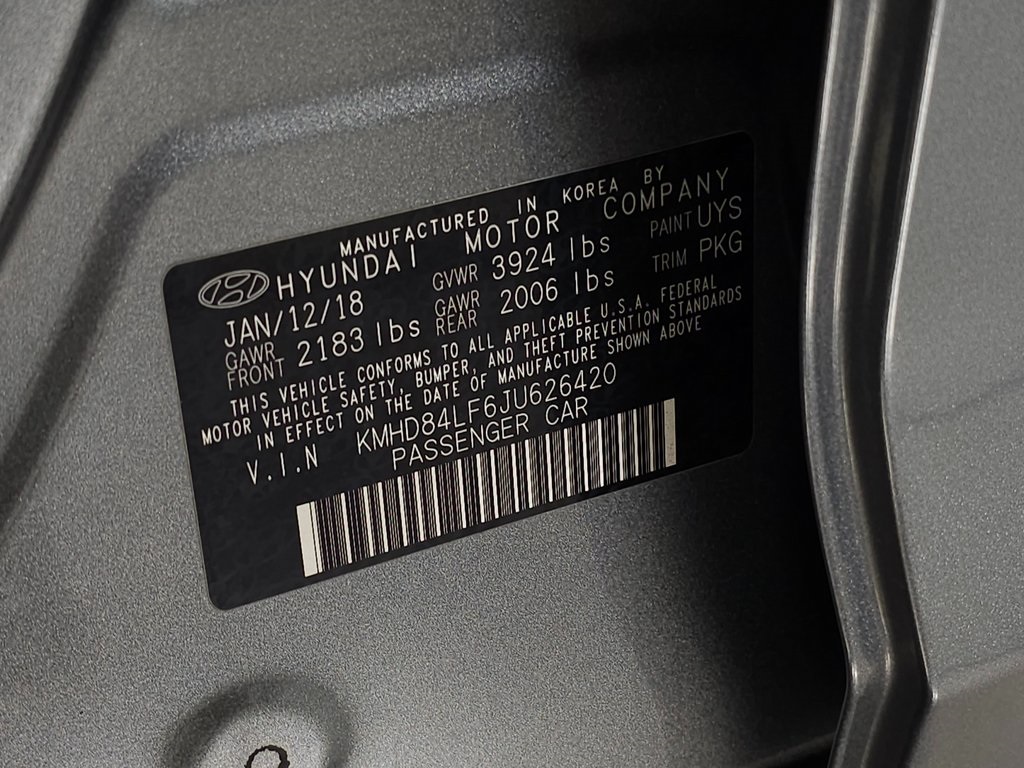 MANUFACTURED IN KOREA BY
HYUNDAI MOTOR COMPANY
JAN/12/18 GVWR 3924 lbs PAINT UYS
GAWR FRONT 2183 lbs GAWR REAR 2006 lbs TRIM PKG
THIS VEHICLE CONFORMS TO ALL APPLICABLE U.S.A. FEDERAL
MOTOR VEHICLE SAFETY, BUMPER, AND THEFT PREVENTION STANDARDS
IN EFFECT ON THE DATE OF MANUFACTURE SHOWN ABOVE
V.I.N KMHD84LF6JU626420
PASSENGER CAR